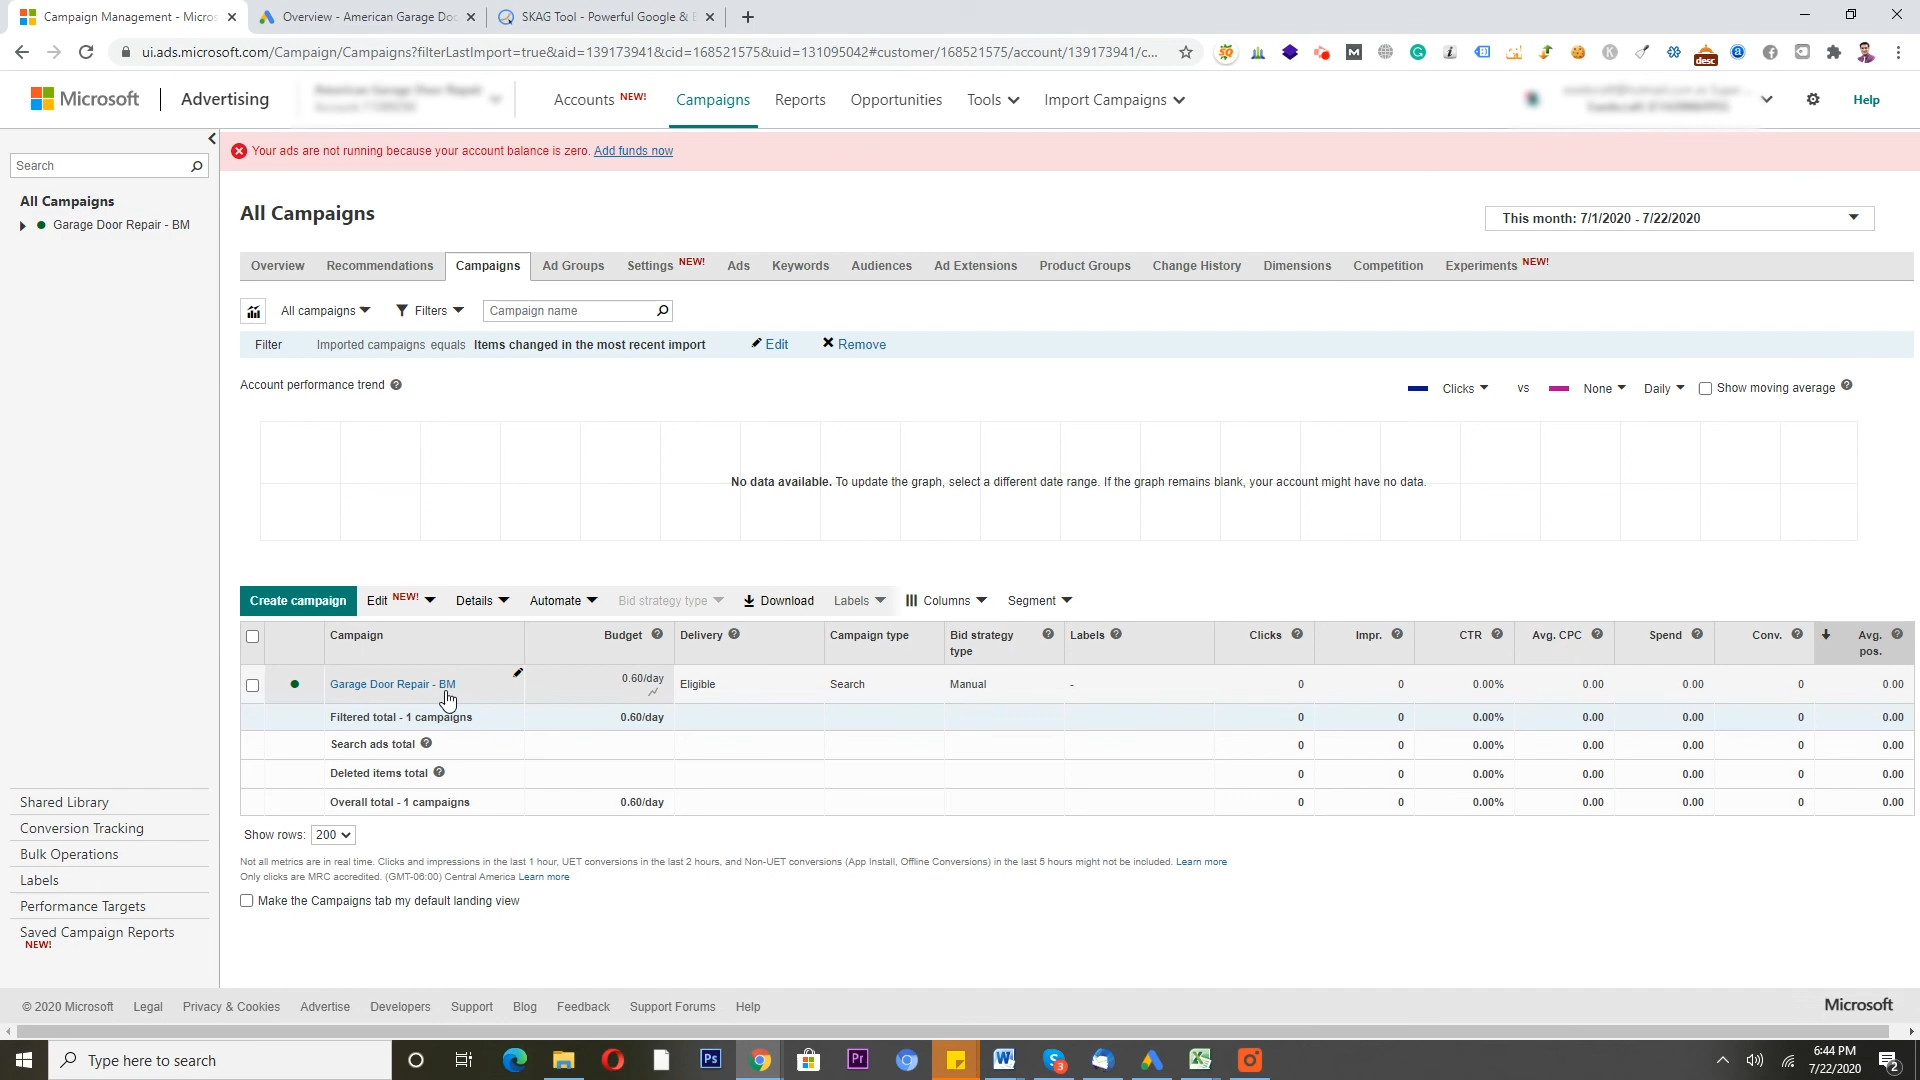 Campaign Management - Micros
Overview - American Garage Doo
SKAG Tool - Powerful Google &
ui.ads.microsoft.com/Campaign/Campaigns?filterLastImport=true&aid=139173941&cid=168521575&uid=131095042#customer/168521575/account/139173941/c...
desc
Microsoft | Advertising
American Garage Door Repair
Accounts NEW! Campaigns Reports Opportunities Tools Import Campaigns
Help
Your ads are not running because your account balance is zero. Add funds now
Search
All Campaigns
Garage Door Repair - BM
All Campaigns
This month: 7/1/2020 - 7/22/2020
Overview Recommendations Campaigns Ad Groups Settings NEW! Ads Keywords Audiences Ad Extensions Product Groups Change History Dimensions Competition Experiments NEW!
All campaigns Filters Campaign name
Filter Imported campaigns equals Items changed in the most recent import Edit Remove
Account performance trend
Clicks vs None Daily Show moving average
No data available. To update the graph, select a different date range. If the graph remains blank, your account might have no data.
Create campaign Edit NEW! Details Automate Bid strategy type Download Labels Columns Segment
Campaign Budget Delivery Campaign type Bid strategy type Labels Clicks Impr. CTR Avg. CPC Spend Conv. Avg. pos.
Garage Door Repair - BM 0.60/day Eligible Search Manual - 0 0 0.00% 0.00 0.00 0 0.00
Filtered total - 1 campaigns 0.60/day 0 0 0.00% 0.00 0.00 0 0.00
Search ads total 0 0 0.00% 0.00 0.00 0 0.00
Deleted items total 0 0 0.00% 0.00 0.00 0 0.00
Overall total - 1 campaigns 0.60/day 0 0 0.00% 0.00 0.00 0 0.00
Show rows: 200
Not all metrics are in real time. Clicks and impressions in the last 1 hour, UET conversions in the last 2 hours, and Non-UET conversions (App Install, Offline Conversions) in the last 5 hours might not be included. Learn more
Only clicks are MRC accredited. (GMT-06:00) Central America Learn more
Make the Campaigns tab my default landing view
Shared Library
Conversion Tracking
Bulk Operations
Labels
Performance Targets
Saved Campaign Reports
NEW!
© 2020 Microsoft Legal Privacy & Cookies Advertise Developers Support Blog Feedback Support Forums Help
Microsoft
Type here to search
Ps
Pr
3
6:44 PM
7/22/2020
2